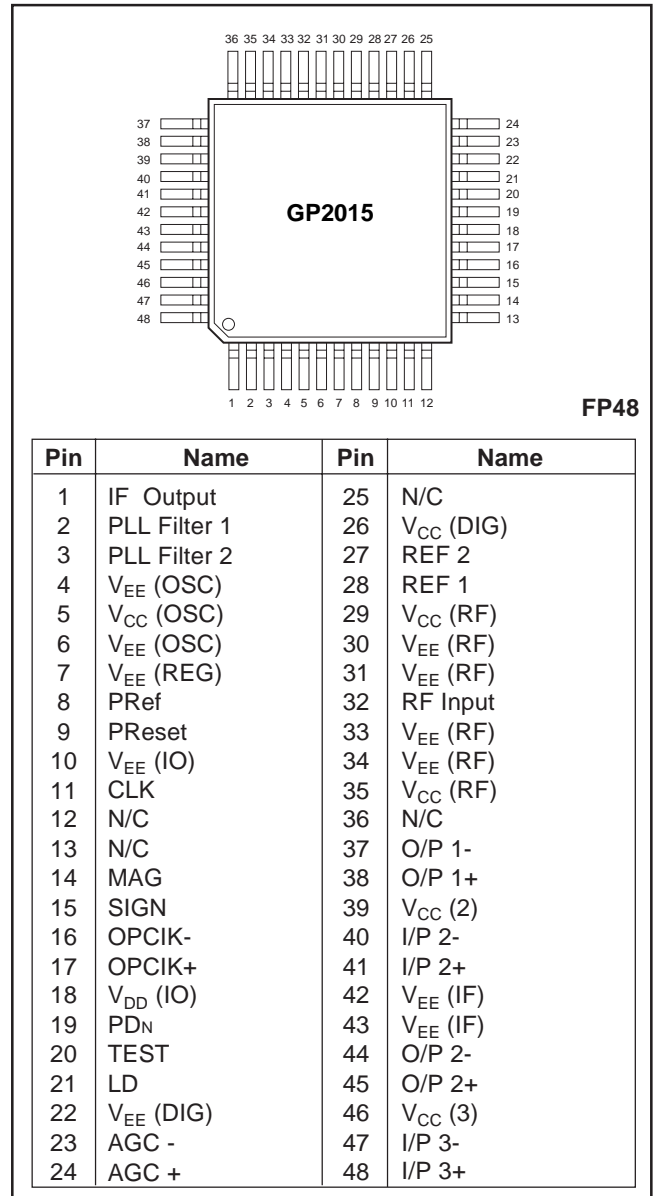 36 35 34 33 32 31 30 29 28 27 26 25
37
38
39
40
41
42
43
44
45
46
47
48
GP2015
24
23
22
21
20
19
18
17
16
15
14
13
1 2 3 4 5 6 7 8 9 10 11 12
FP48
Pin Name Pin Name
1 IF Output 25 N/C
2 PLL Filter 1 26 VCC (DIG)
3 PLL Filter 2 27 REF 2
4 VEE (OSC) 28 REF 1
5 VCC (OSC) 29 VCC (RF)
6 VEE (OSC) 30 VEE (RF)
7 VEE (REG) 31 VEE (RF)
8 PRef 32 RF Input
9 PReset 33 VEE (RF)
10 VEE (IO) 34 VEE (RF)
11 CLK 35 VCC (RF)
12 N/C 36 N/C
13 N/C 37 O/P 1-
14 MAG 38 O/P 1+
15 SIGN 39 VCC (2)
16 OPCIK- 40 I/P 2-
17 OPCIK+ 41 I/P 2+
18 VDD (IO) 42 VEE (IF)
19 PDN 43 VEE (IF)
20 TEST 44 O/P 2-
21 LD 45 O/P 2+
22 VEE (DIG) 46 VCC (3)
23 AGC - 47 I/P 3-
24 AGC + 48 I/P 3+